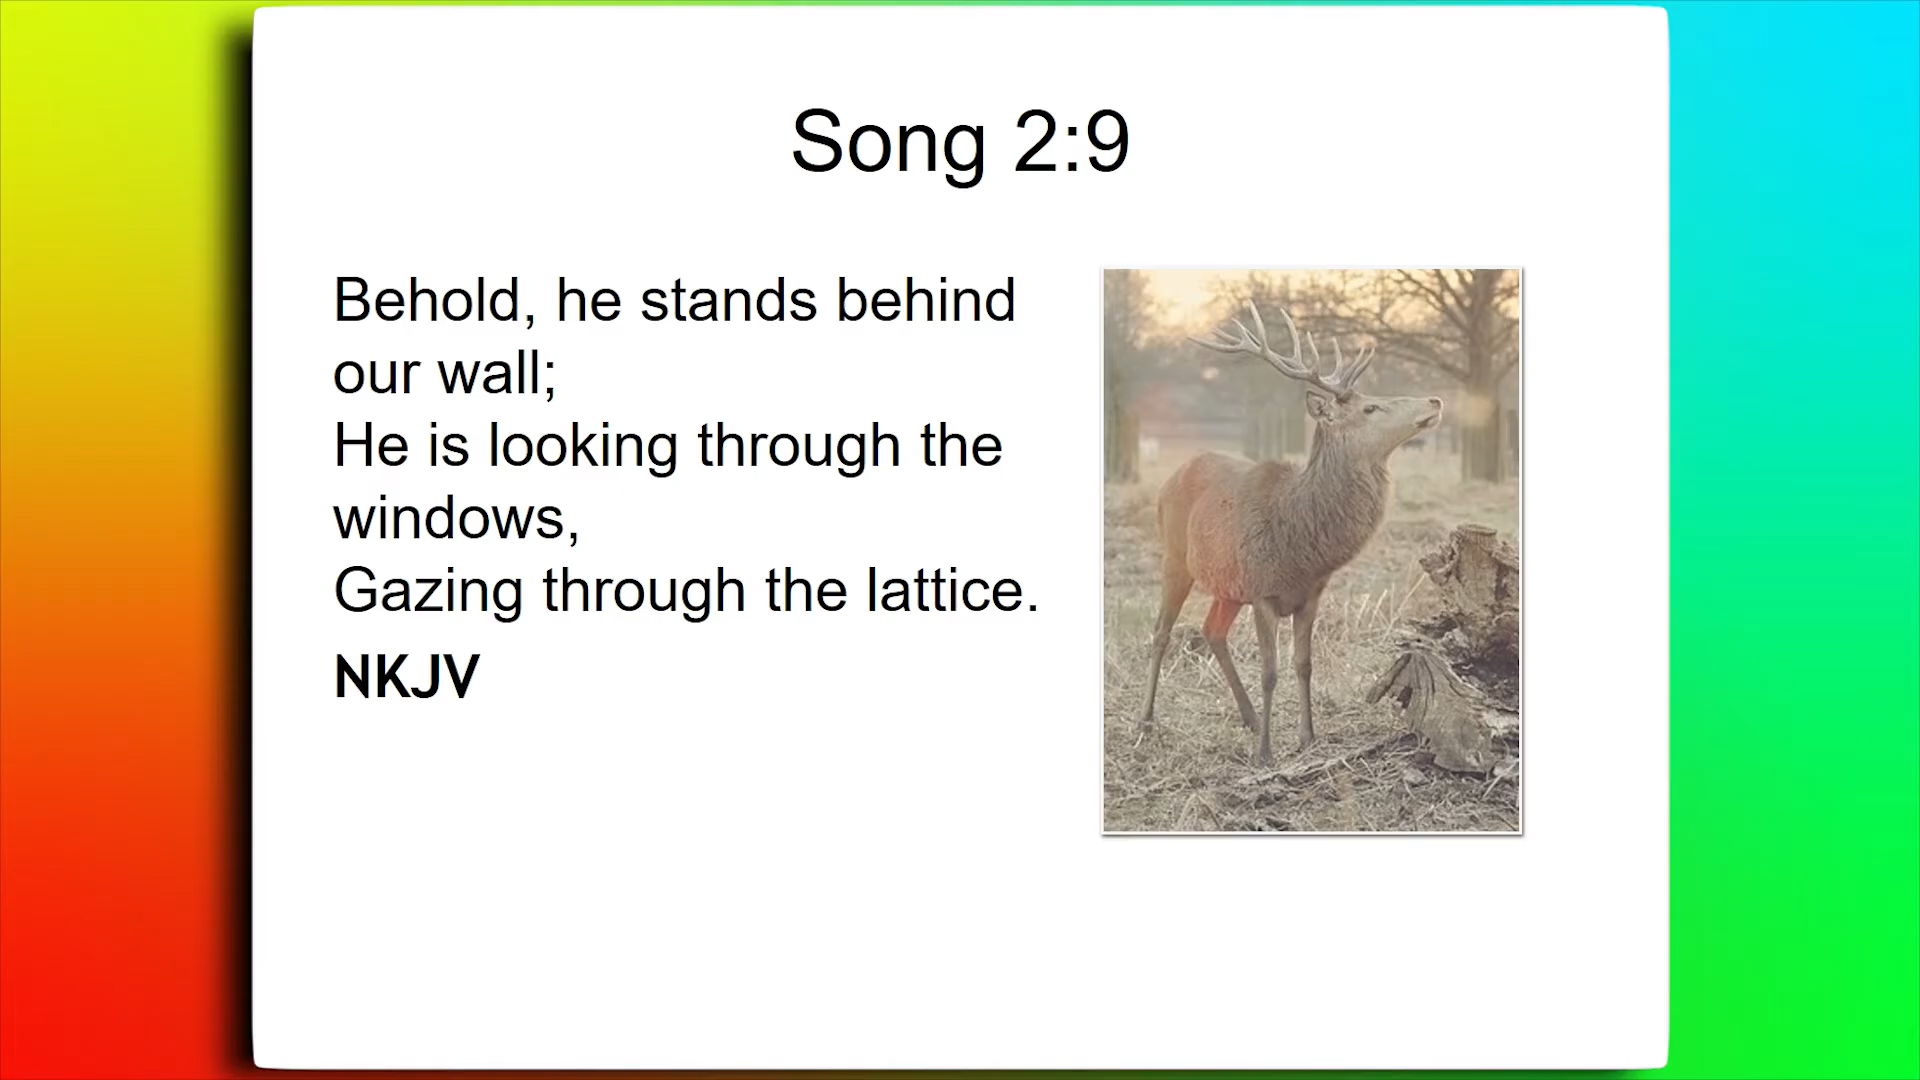 Song 2:9
Behold, he stands behind
our wall;
He is looking through the
windows,
Gazing through the lattice.
NKJV